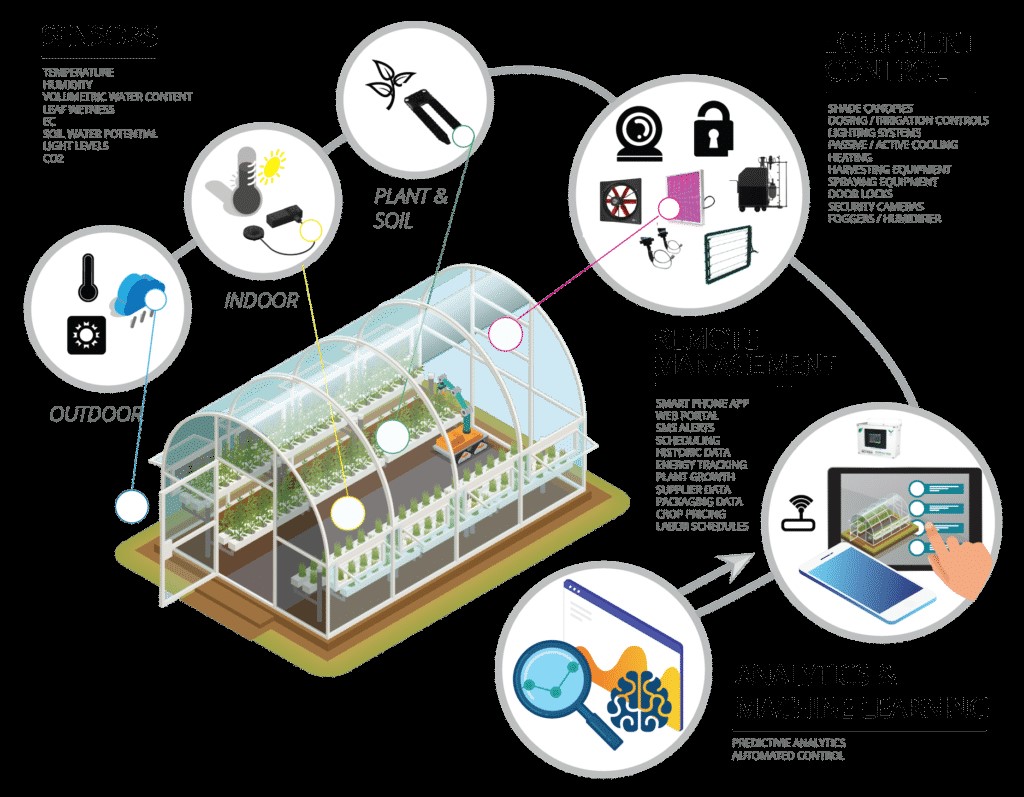 SENSORS
TEMPERATURE
HUMIDITY
VOLUMETRIC WATER CONTENT
LEAF WETNESS
EC
SOIL WATER POTENTIAL
LIGHT LEVELS
CO2
PLANT &
SOIL
INDOOR
OUTDOOR
EQUIPMENT
CONTROL
SHADE CANOPIES
DOSING / IRRIGATION CONTROLS
LIGHTING SYSTEMS
PASSIVE / ACTIVE COOLING
HEATING
HARVESTING EQUIPMENT
SPRAYING EQUIPMENT
DOOR LOCKS
SECURITY CAMERAS
FOGGERS / HUMIDIFIER
REMOTE
MANAGEMENT
SMART PHONE APP
WEB PORTAL
SMS ALERTS
SCHEDULING
HISTORIC DATA
ENERGY TRACKING
PLANT GROWTH
SUPPLIER DATA
PACKAGING DATA
CROP PRICING
LABOR SCHEDULES
ANALYTICS &
MACHINE LEARNING
PREDICTIVE ANALYTICS
AUTOMATED CONTROL